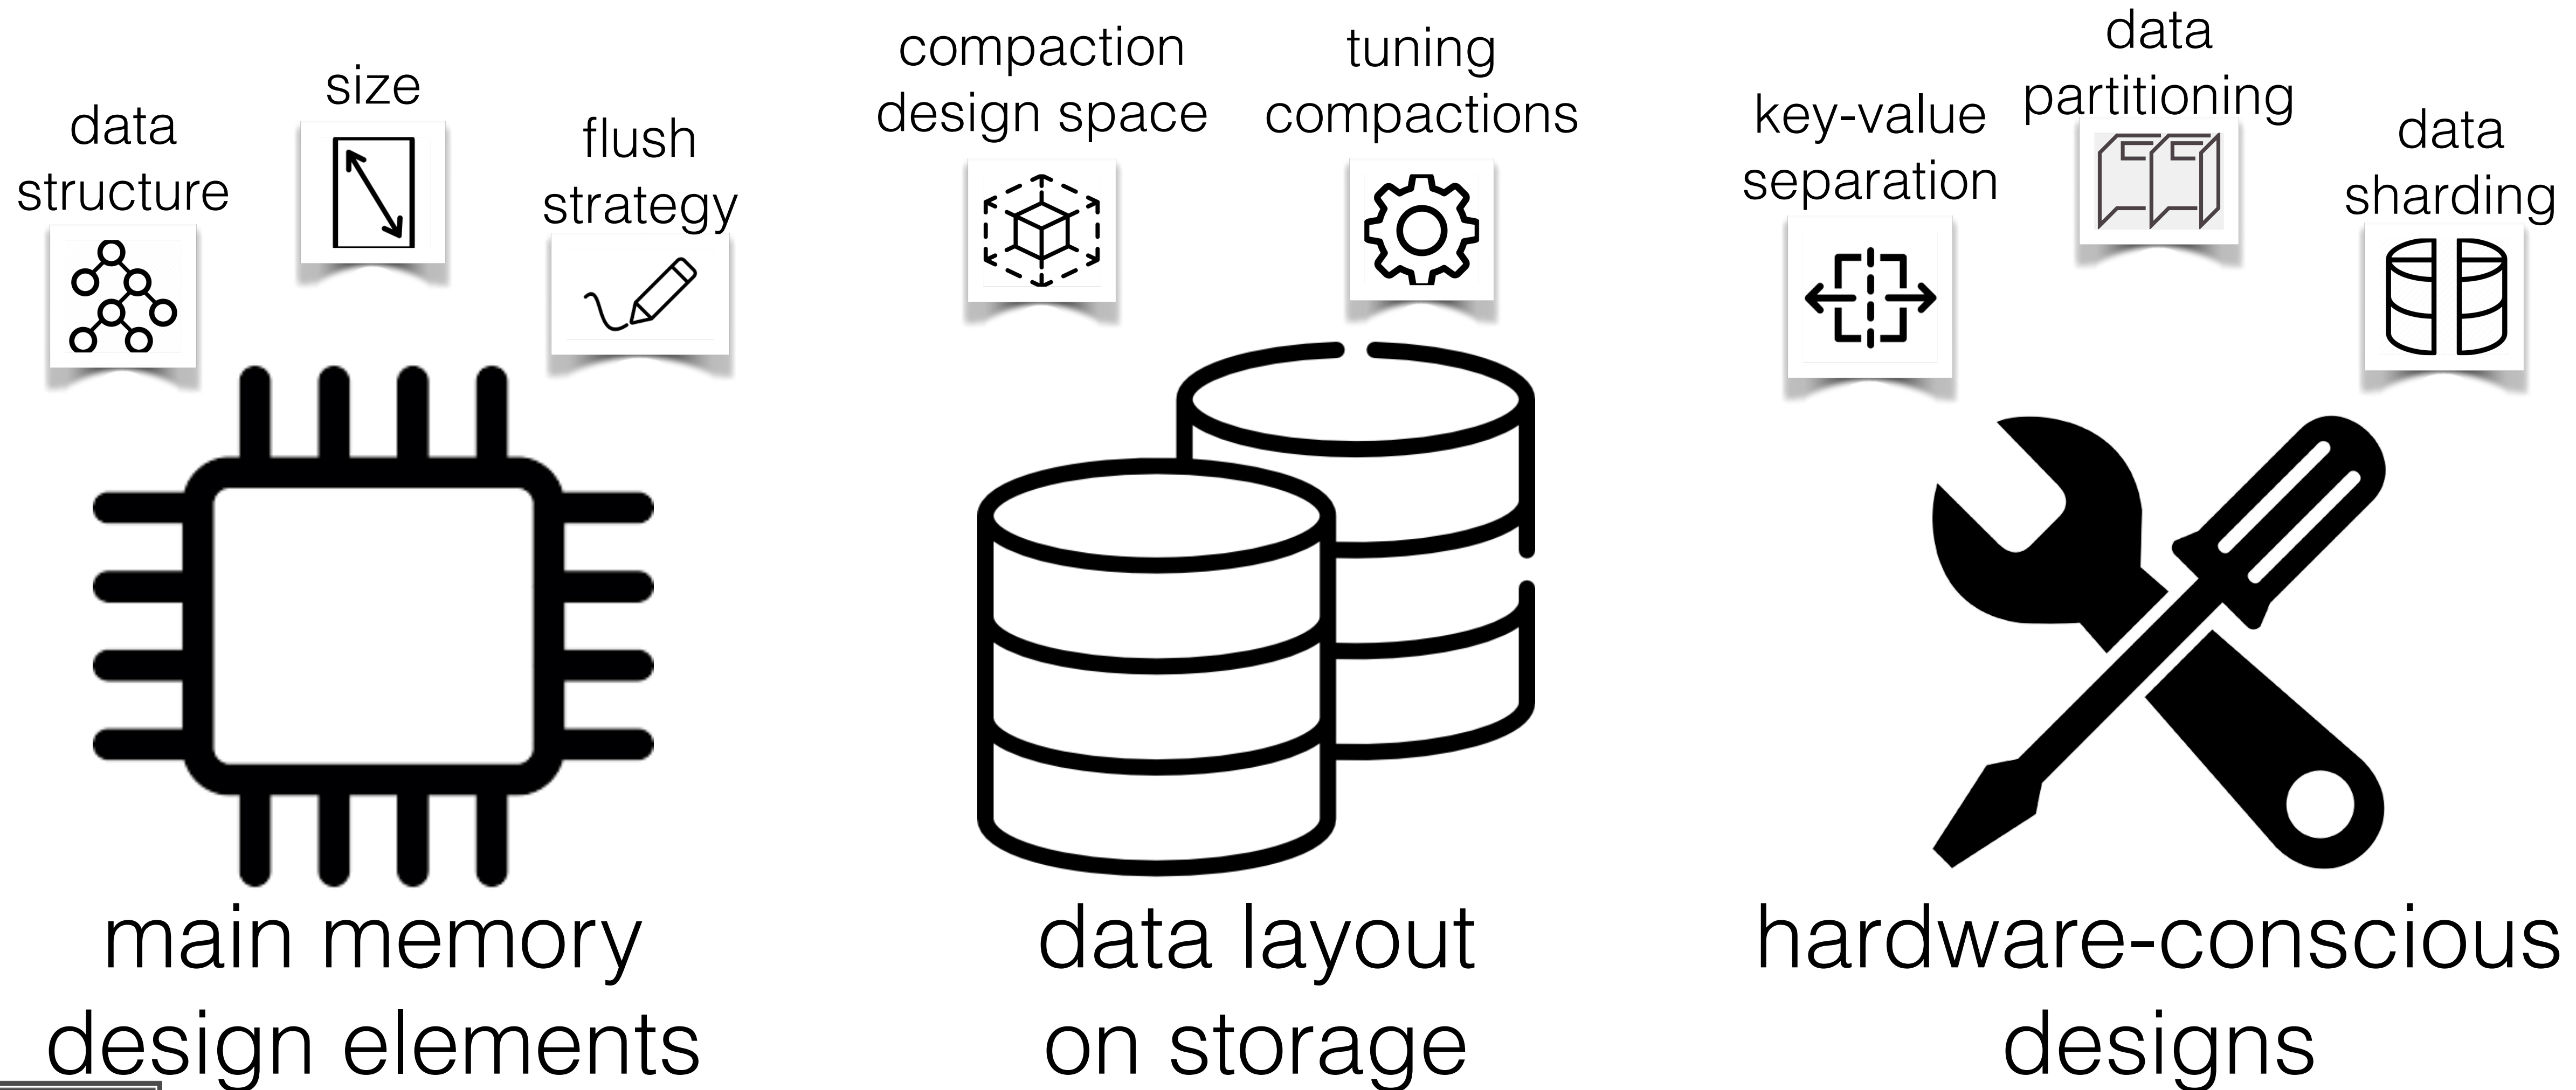 data
structure
size
flush
strategy
main memory
design elements
compaction
design space
tuning
compactions
data layout
on storage
key-value
separation
data
partitioning
data
sharding
hardware-conscious
designs